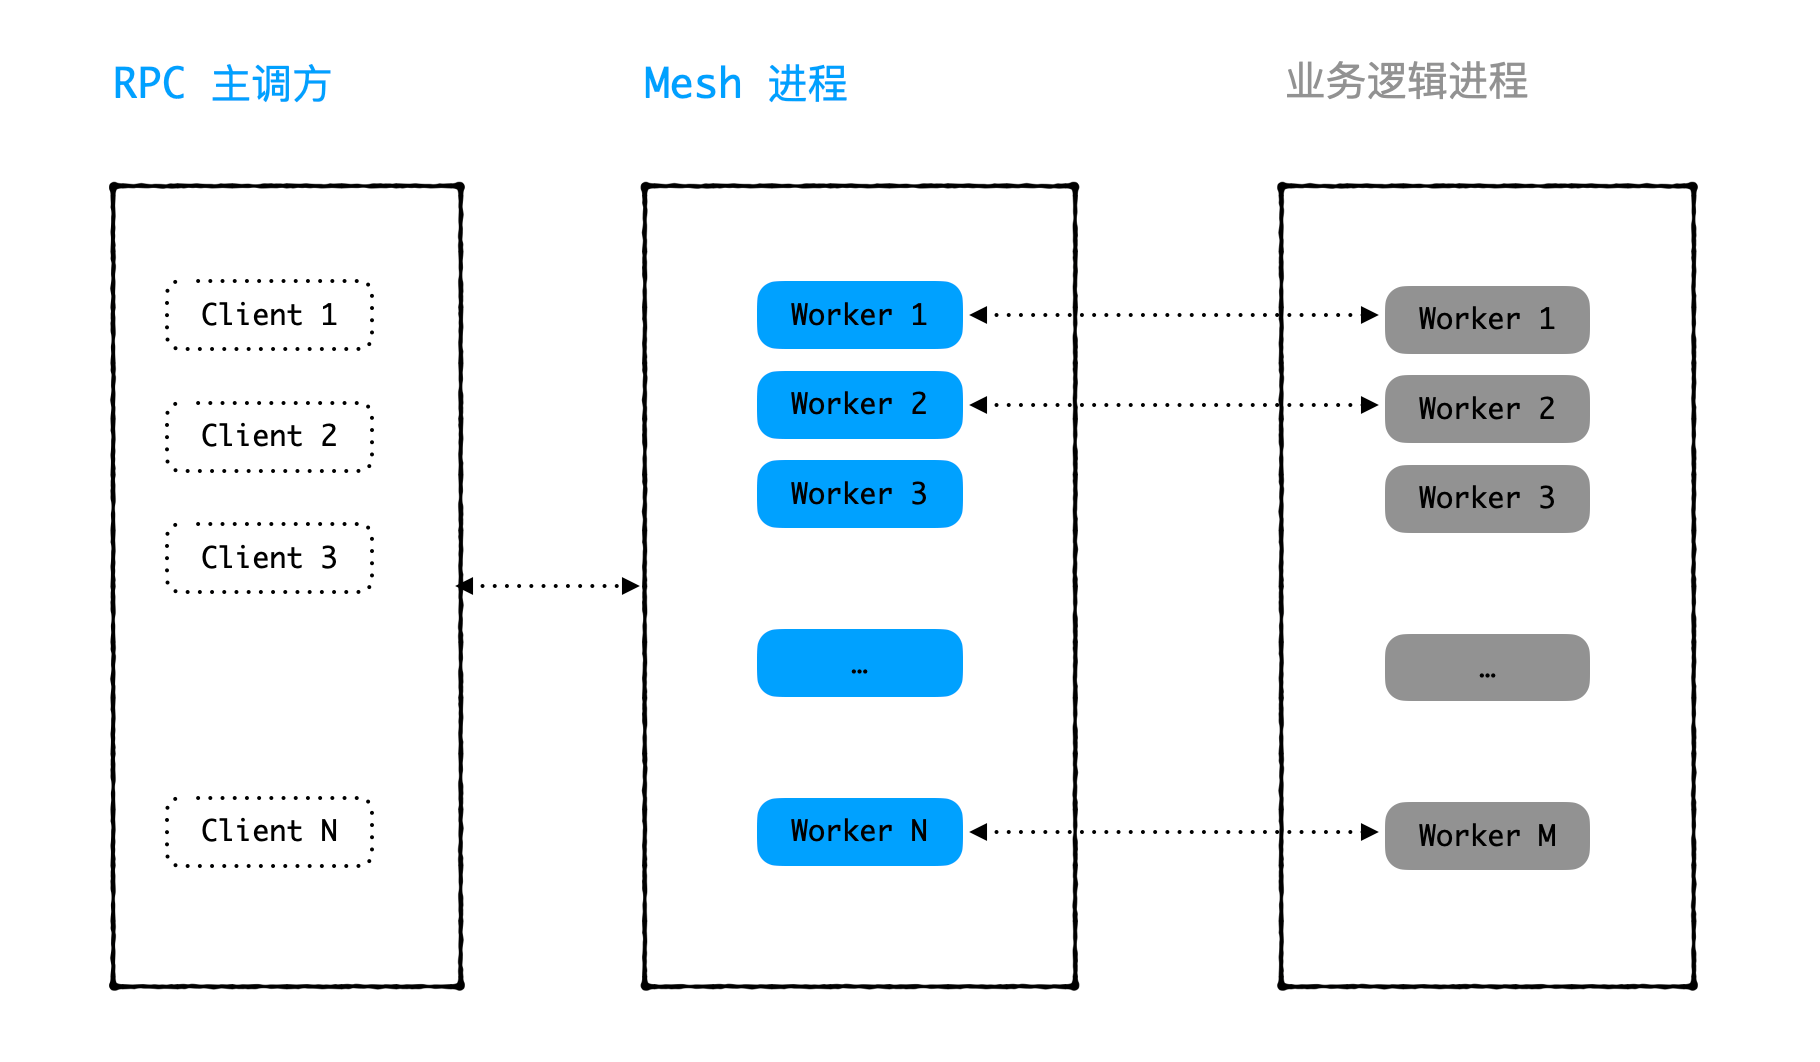 RPC 主调方
Mesh 进程
业务逻辑进程
Client 1
Client 2
Client 3
Client N
Worker 1
Worker 2
Worker 3
…
Worker N
Worker 1
Worker 2
Worker 3
…
Worker M